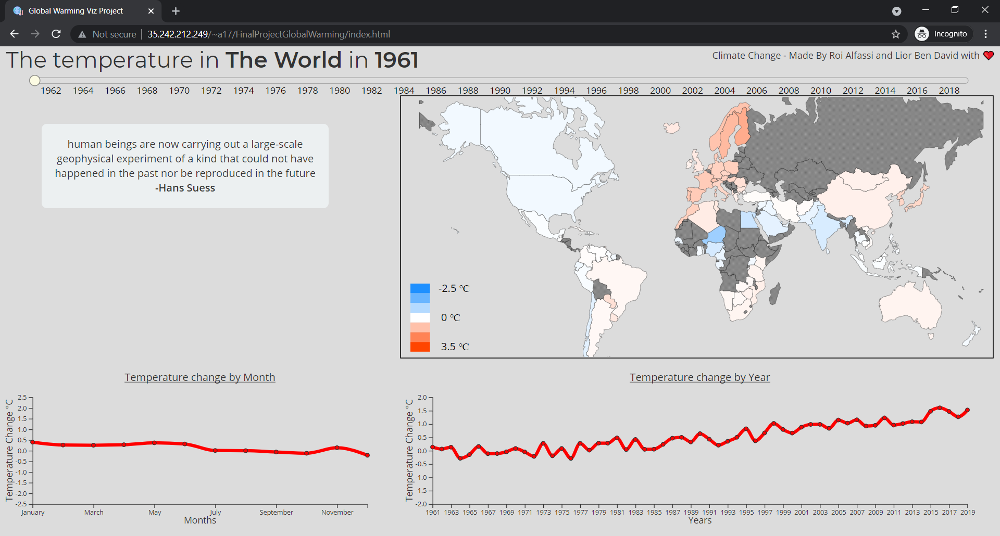 Global Warming Viz Project
Not secure
35.242.212.249/~a17/FinalProjectGlobalWarming/index.html
Incognito
The temperature in The World in 1961
Climate Change - Made By Roi Alfassi and Lior Ben David with ❤
1962 1964 1966 1968 1970 1972 1974 1976 1978 1980 1982 1984 1986 1988 1990 1992 1994 1996 1998 2000 2002 2004 2006 2008 2010 2012 2014 2016 2018
human beings are now carrying out a large-scale
geophysical experiment of a kind that could not have
happened in the past nor be reproduced in the future
-Hans Suess
-2.5 °C
0 °C
3.5 °C
Temperature change by Month
Temperature Change °C
2.5
2.0
1.5
1.0
0.5
0.0
-0.5
-1.0
-1.5
-2.0
-2.5
January March May July September November
Months
Temperature change by Year
Temperature Change °C
2.0
1.5
1.0
0.5
0.0
-0.5
-1.0
-1.5
-2.0
1961 1963 1965 1967 1969 1971 1973 1975 1977 1979 1981 1983 1985 1987 1989 1991 1993 1995 1997 1999 2001 2003 2005 2007 2009 2011 2013 2015 2017 2019
Years